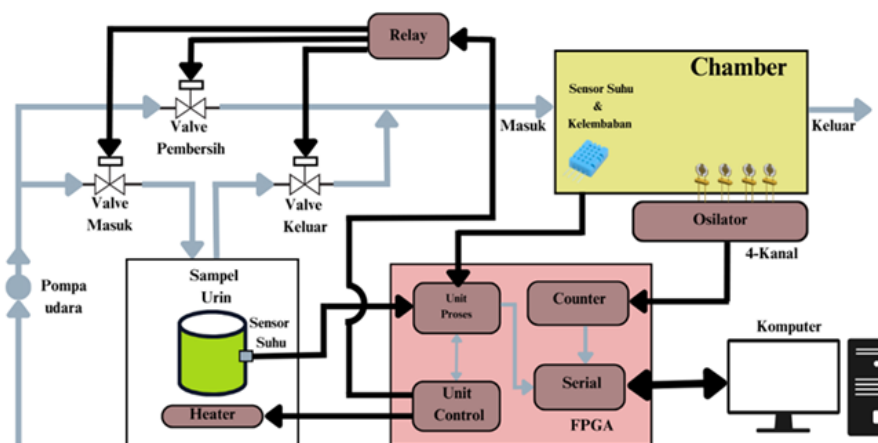 Relay
Chamber
Sensor Suhu
&
Kelembaban
Valve
Pembersih
Masuk
Keluar
Valve
Masuk
Valve
Keluar
Osilator
4-Kanal
Pompa
udara
Sampel
Urin
Sensor
Suhu
Heater
Unit
Proses
Counter
Unit
Control
Serial
FPGA
Komputer